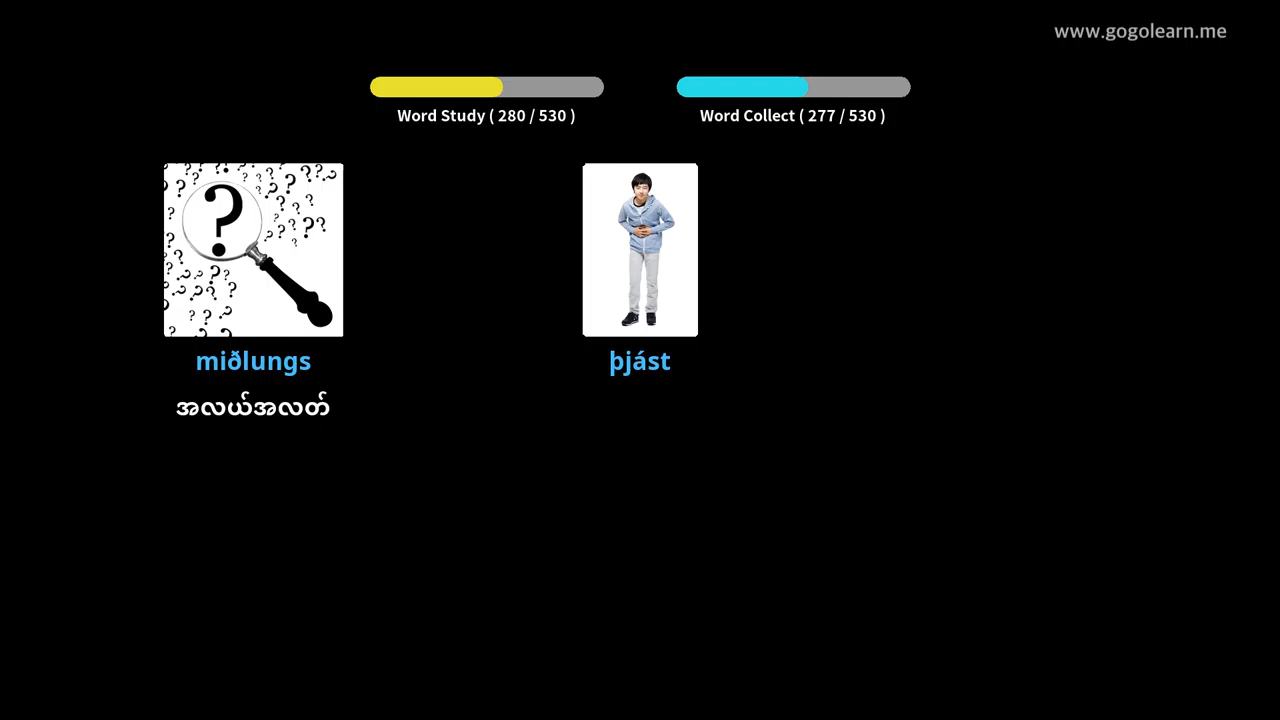 www.gogolearn.me
Word Study ( 280 / 530 )
Word Collect ( 277 / 530 )
miðlungs
þjást
အလယ်အလတ်